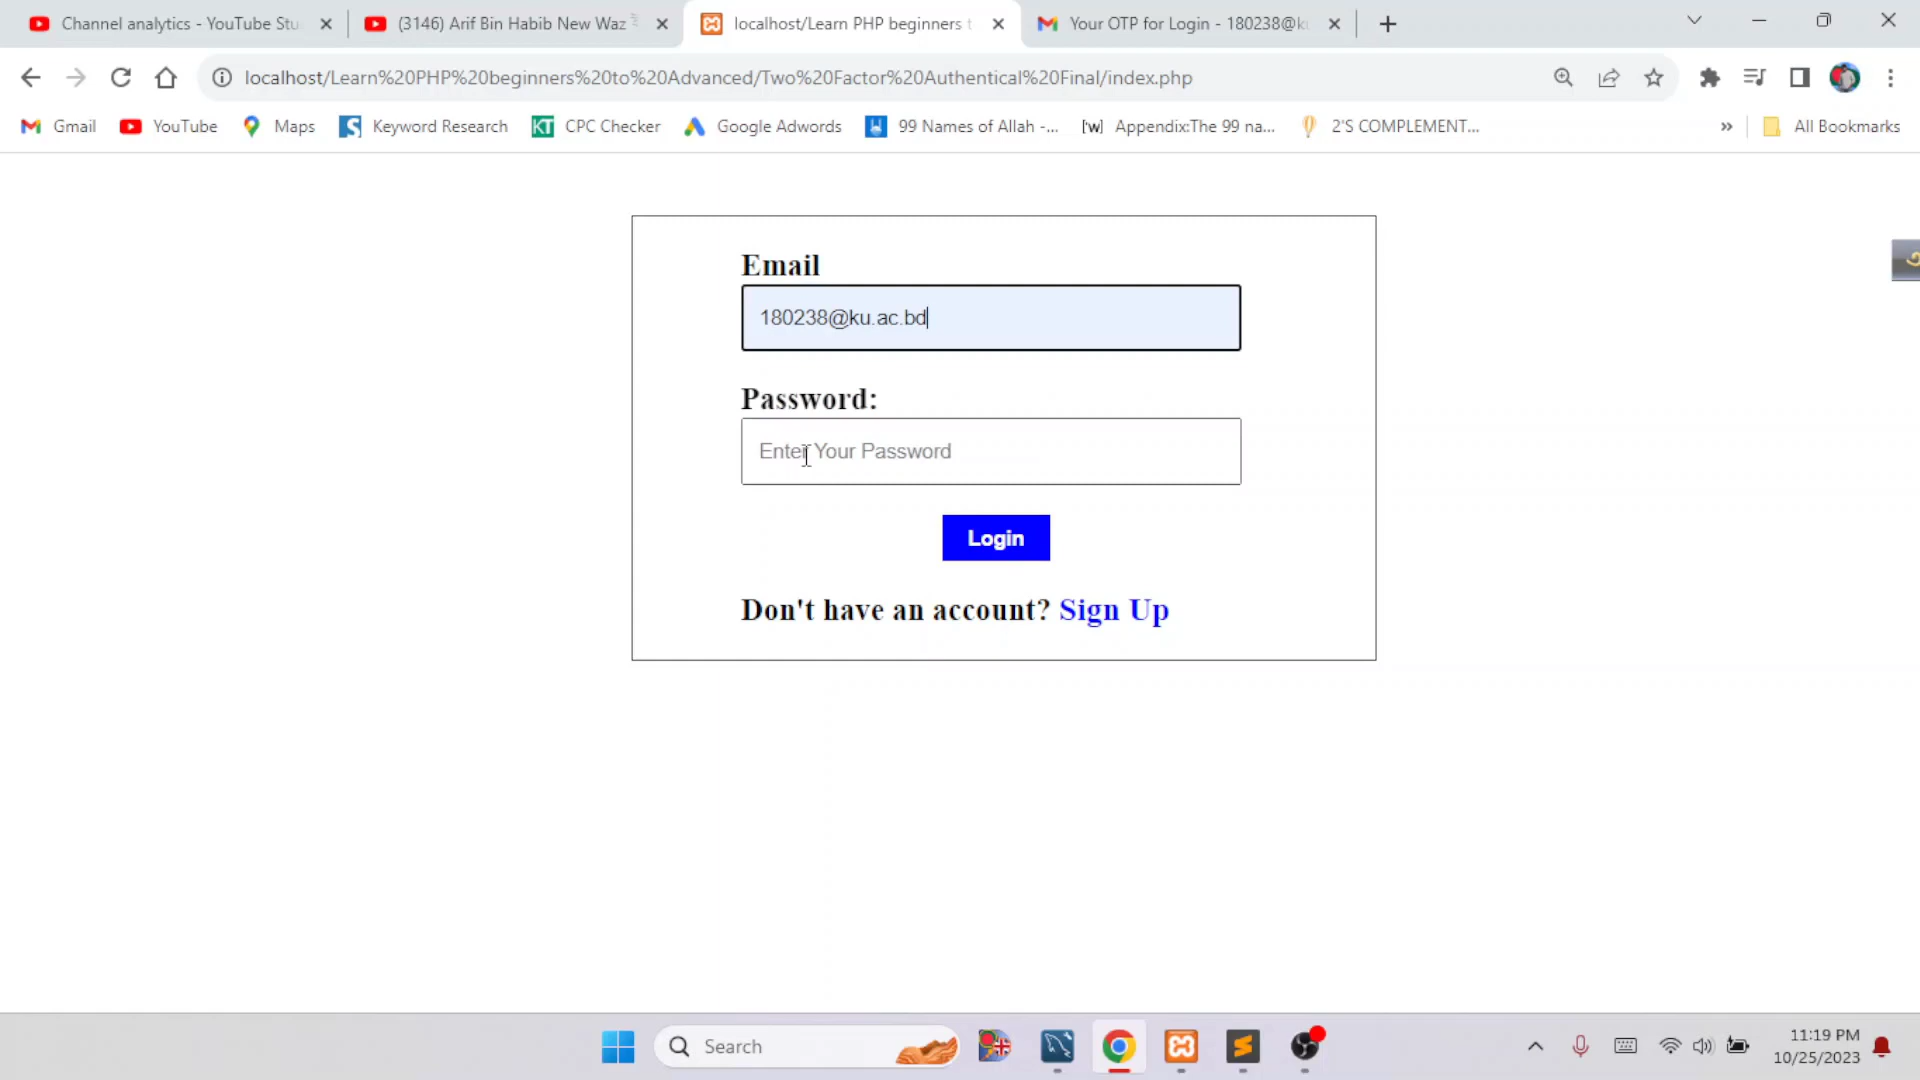 Channel analytics - YouTube Stu
(3146) Arif Bin Habib New Waz
localhost/Learn PHP beginners t
Your OTP for Login - 180238@ku
localhost/Learn%20PHP%20beginners%20to%20Advanced/Two%20Factor%20Authentical%20Final/index.php
Gmail
YouTube
Maps
Keyword Research
KT
CPC Checker
Google Adwords
99 Names of Allah -...
['w]
Appendix:The 99 na...
2'S COMPLEMENT...
»
All Bookmarks
Email
180238@ku.ac.bd
Password:
Enter Your Password
Login
Don't have an account? Sign Up
Search
11:19 PM
10/25/2023